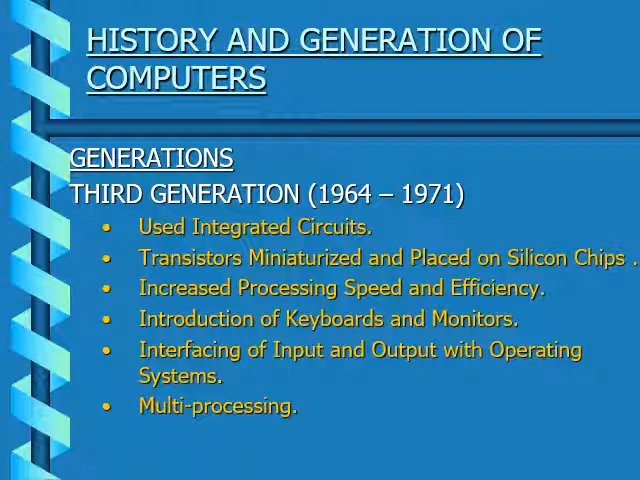 HISTORY AND GENERATION OF
COMPUTERS
GENERATIONS
THIRD GENERATION (1964 – 1971)
• Used Integrated Circuits.
• Transistors Miniaturized and Placed on Silicon Chips .
• Increased Processing Speed and Efficiency.
• Introduction of Keyboards and Monitors.
• Interfacing of Input and Output with Operating
Systems.
• Multi-processing.